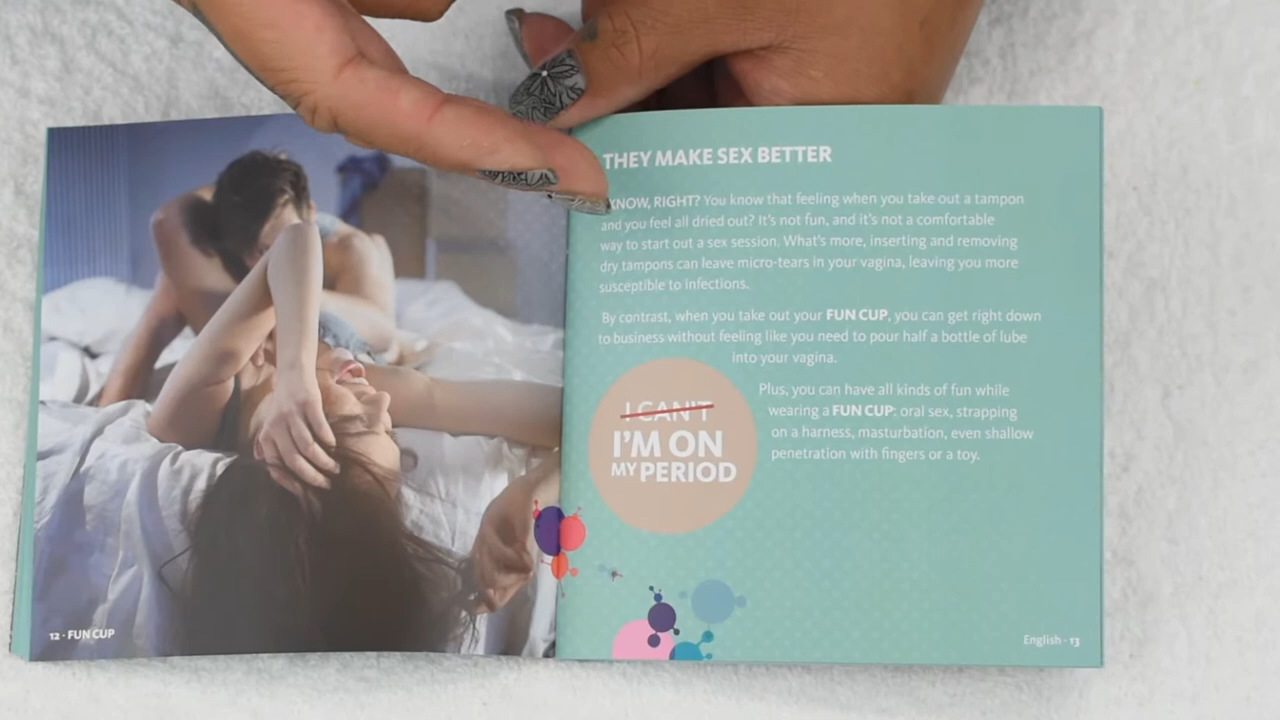 THEY MAKE SEX BETTER
KNOW, RIGHT? You know that feeling when you take out a tampon
and you feel all dried out? It's not fun, and it's not a comfortable
way to start out a sex session. What's more, inserting and removing
dry tampons can leave micro-tears in your vagina, leaving you more
susceptible to infections.
By contrast, when you take out your FUN CUP, you can get right down
to business without feeling like you need to pour half a bottle of lube
into your vagina.
Plus, you can have all kinds of fun while
wearing a FUN CUP: oral sex, strapping
on a harness, masturbation, even shallow
penetration with fingers or a toy.
I CAN'T
I'M ON
MY PERIOD
12 · FUN CUP
English · 13